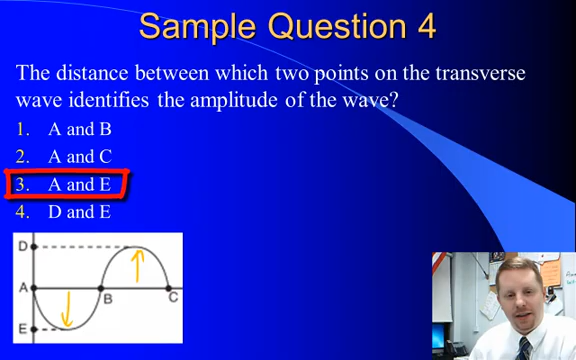 Sample Question 4
The distance between which two points on the transverse
wave identifies the amplitude of the wave?
1. A and B
2. A and C
3. A and E
4. D and E
D
A
B
C
E